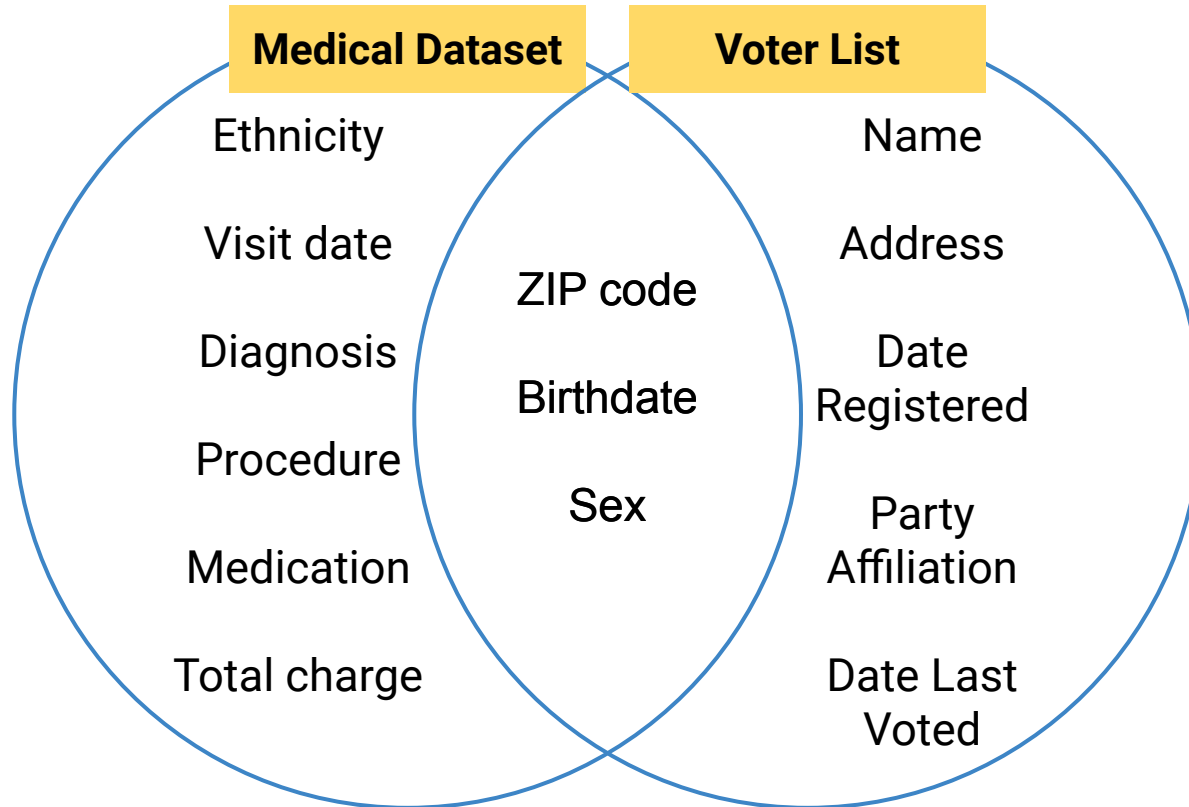 Medical Dataset
Ethnicity
Visit date
Diagnosis
Procedure
Medication
Total charge
ZIP code
Birthdate
Sex
Voter List
Name
Address
Date
Registered
Party
Affiliation
Date Last
Voted